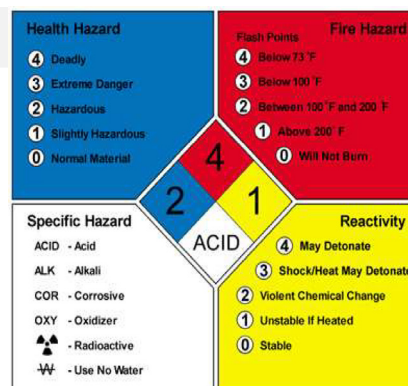 Health Hazard
4 Deadly
3 Extreme Danger
2 Hazardous
1 Slightly Hazardous
0 Normal Material
Fire Hazard
Flash Points
4 Below 73 °F
3 Below 100 °F
2 Between 100 °F and 200 °F
1 Above 200 °F
0 Will Not Burn
4
2
1
ACID
Specific Hazard
ACID - Acid
ALK - Alkali
COR - Corrosive
OXY - Oxidizer
- Radioactive
W - Use No Water
Reactivity
4 May Detonate
3 Shock/Heat May Detonate
2 Violent Chemical Change
1 Unstable If Heated
0 Stable